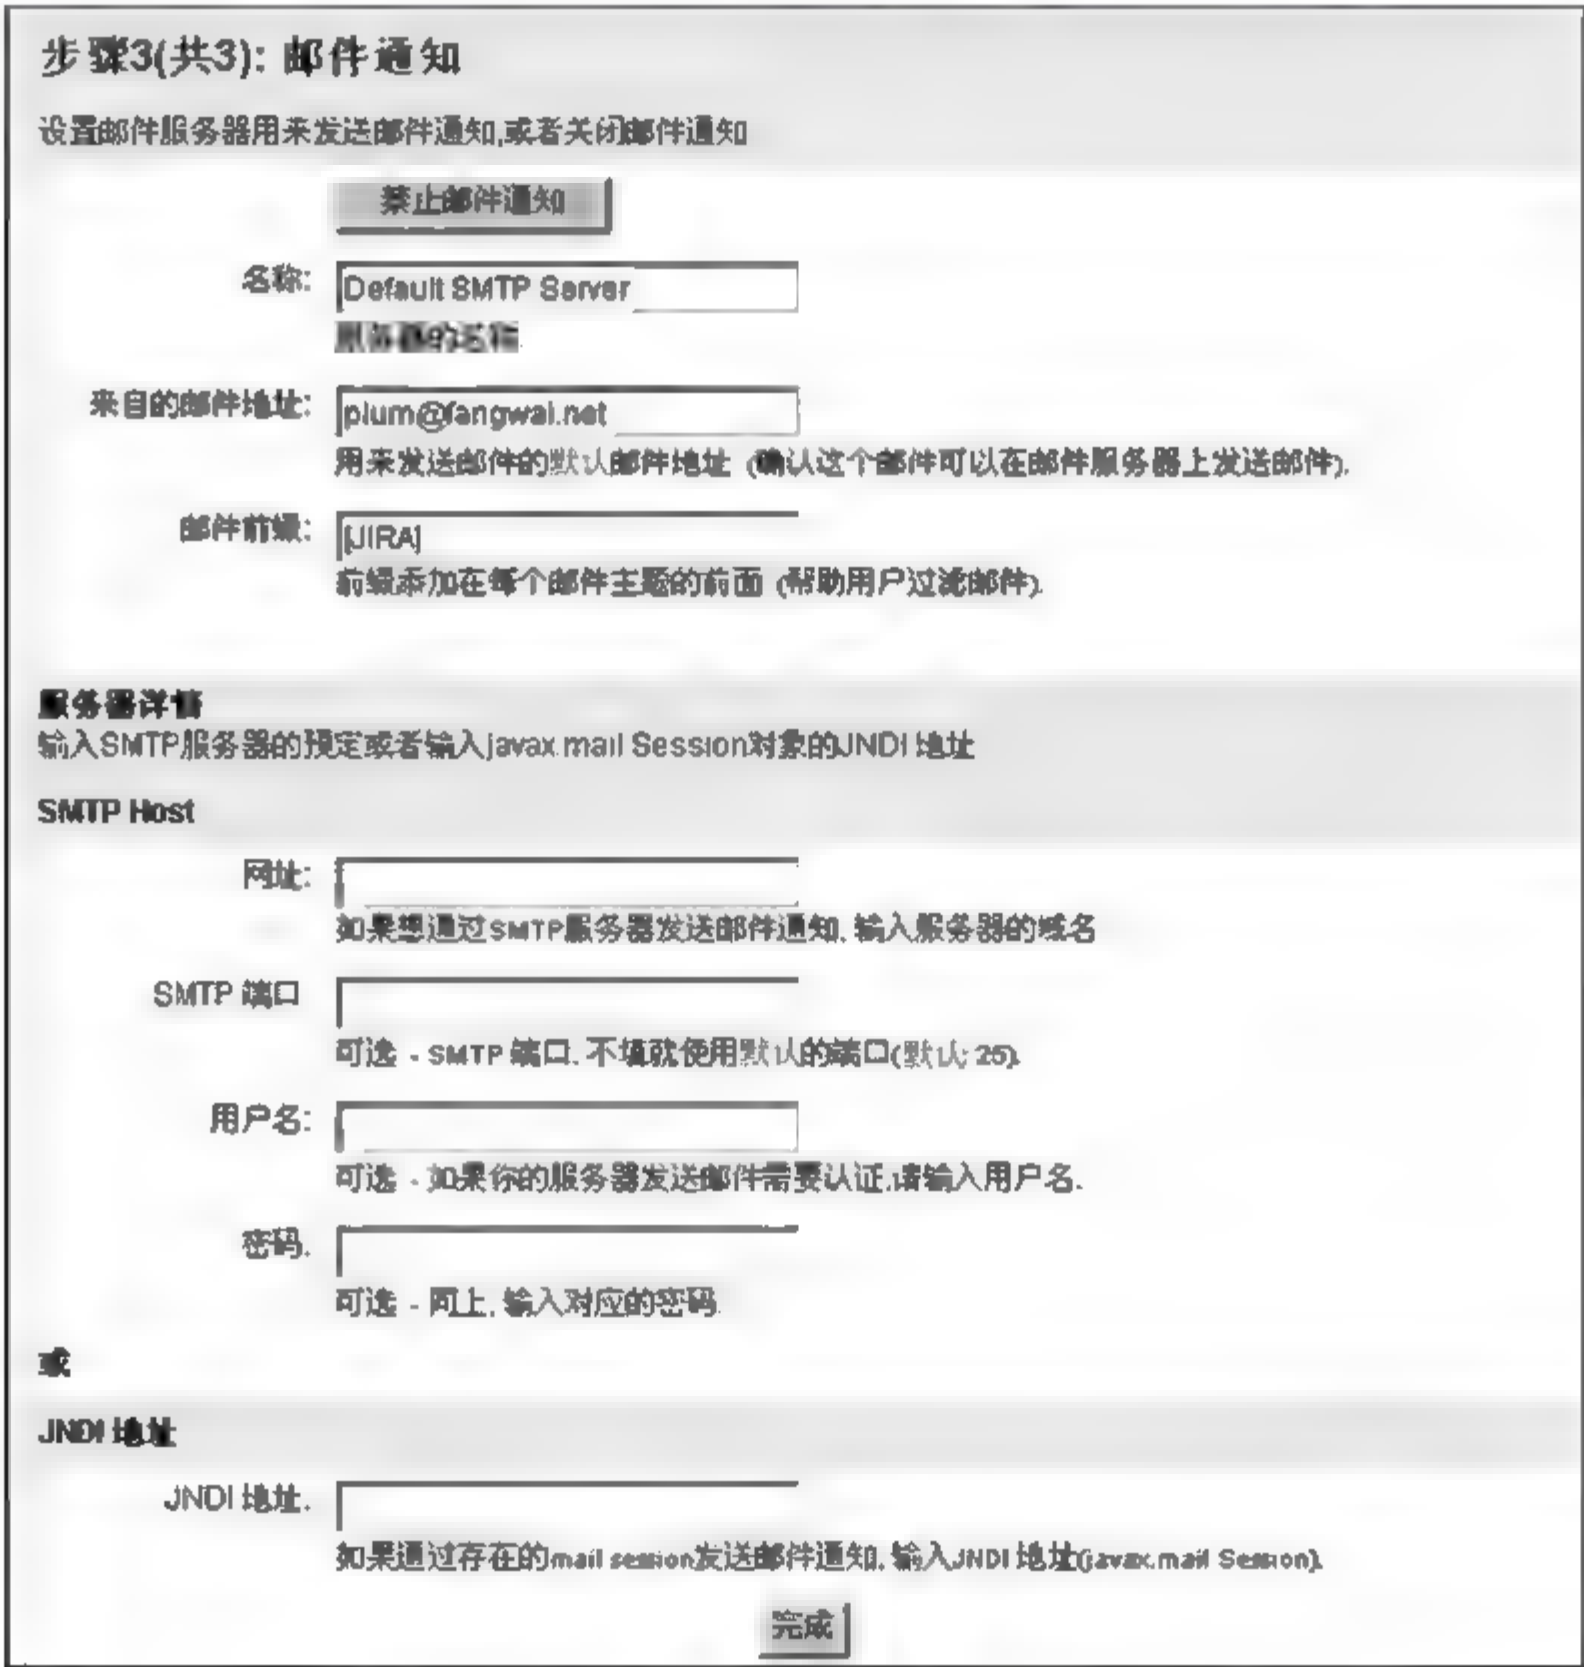 步骤3(共3): 邮件通知
设置邮件服务器用来发送邮件通知,或者关闭邮件通知
禁止邮件通知
名称: Default SMTP Server
服务器的名称.
来自的邮件地址: plum@fangwai.net
用来发送邮件的默认邮件地址 (确认这个邮件可以在邮件服务器上发送邮件).
邮件前缀: [JIRA]
前缀添加在每个邮件主题的前面 (帮助用户过滤邮件).
服务器详情
输入SMTP服务器的预定或者输入javax.mail Session对象的JNDI 地址
SMTP Host
网址:
如果想通过SMTP服务器发送邮件通知, 输入服务器的域名
SMTP 端口
可选 - SMTP 端口, 不填就使用默认的端口(默认: 25).
用户名:
可选 - 如果你的服务器发送邮件需要认证,请输入用户名.
密码:
可选 - 同上, 输入对应的密码.
或
JNDI 地址
JNDI 地址:
如果通过存在的mail session发送邮件通知, 输入JNDI 地址(javax.mail Session).
完成